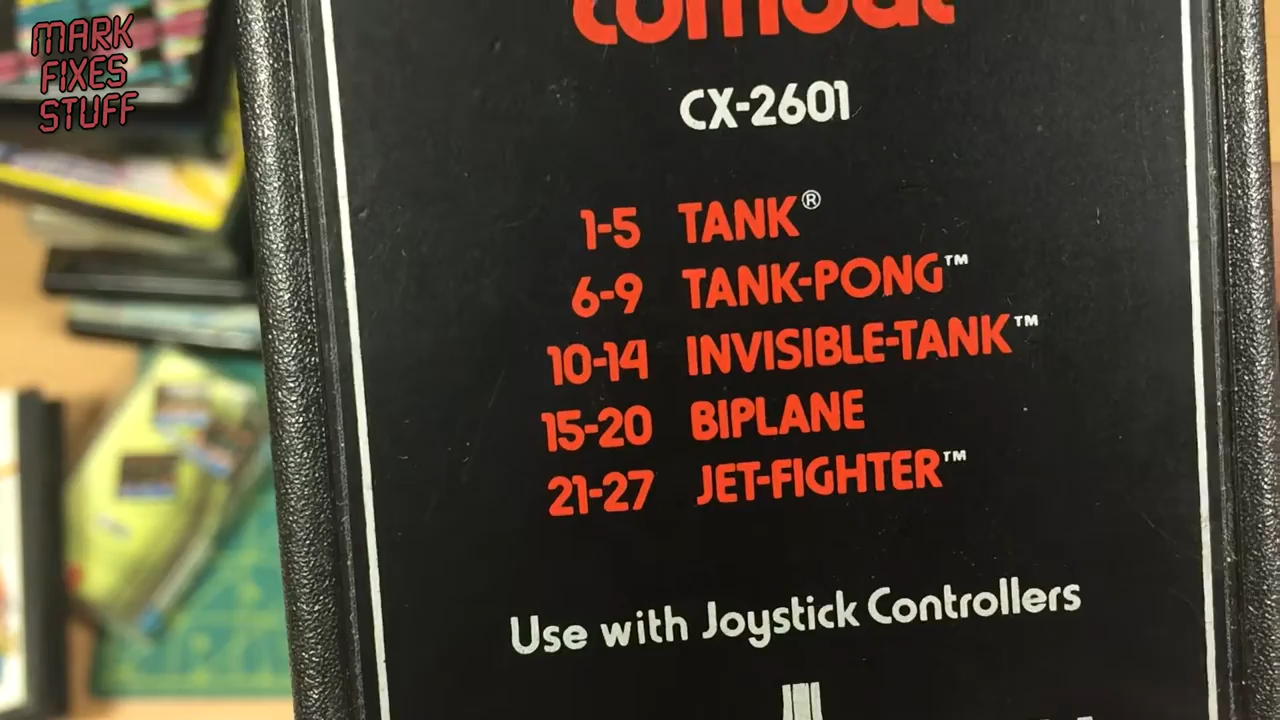 MARK
FIXES
STUFF
combat
CX-2601
1-5 TANK®
6-9 TANK-PONG™
10-14 INVISIBLE-TANK™
15-20 BIPLANE
21-27 JET-FIGHTER™
Use with Joystick Controllers